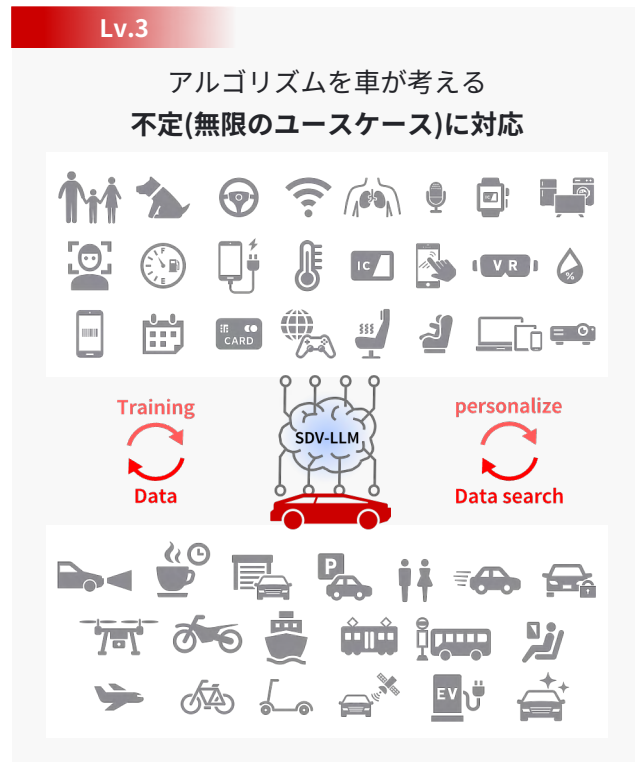 Lv.3
アルゴリズムを車が考える
不定(無限のユースケース)に対応
F
E
IC
VR
%
CARD
Training
Data
SDV-LLM
personalize
Data search
P
EV